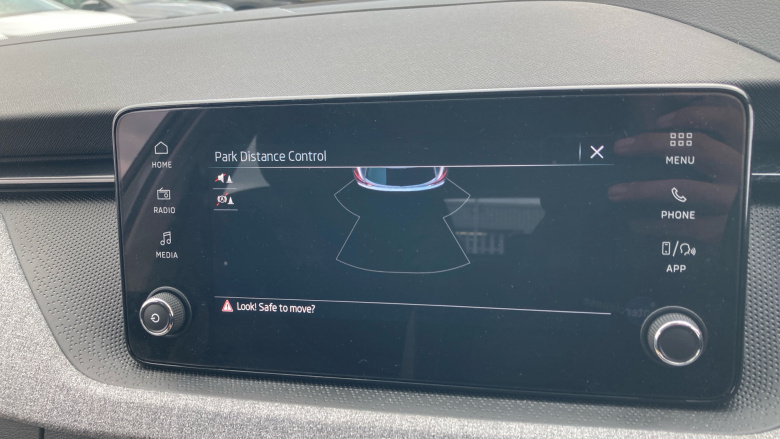 Park Distance Control
HOME
RADIO
MEDIA
MENU
PHONE
APP
Look! Safe to move?